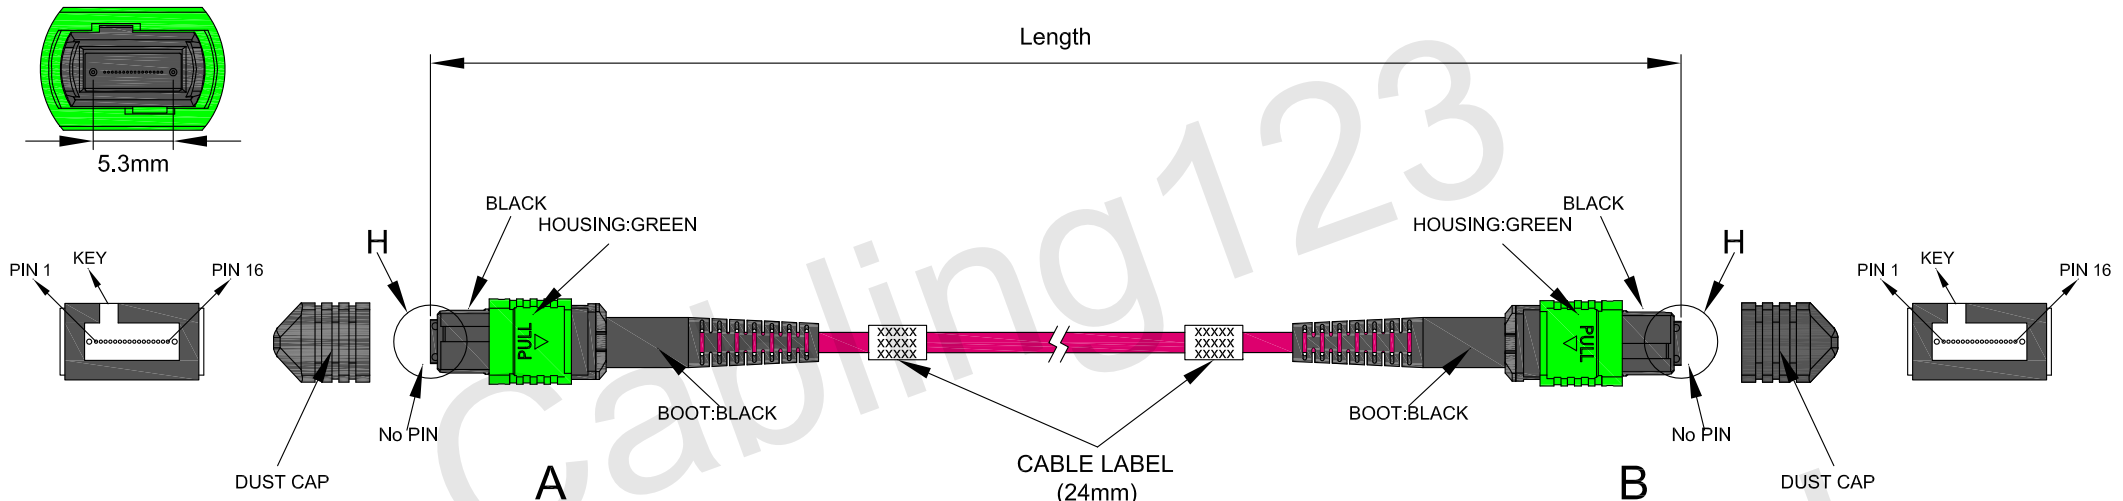 Length
5.3mm
BLACK
HOUSING:GREEN
BLACK
HOUSING:GREEN
H
H
KEY
PIN 1
PIN 16
KEY
PIN 1
PIN 16
PULL
PULL
XXXXX
XXXXX
XXXXX
XXXXX
XXXXX
XXXXX
BOOT:BLACK
BOOT:BLACK
No PIN
No PIN
DUST CAP
A
CABLE LABEL
(24mm)
B
DUST CAP
Cabling123